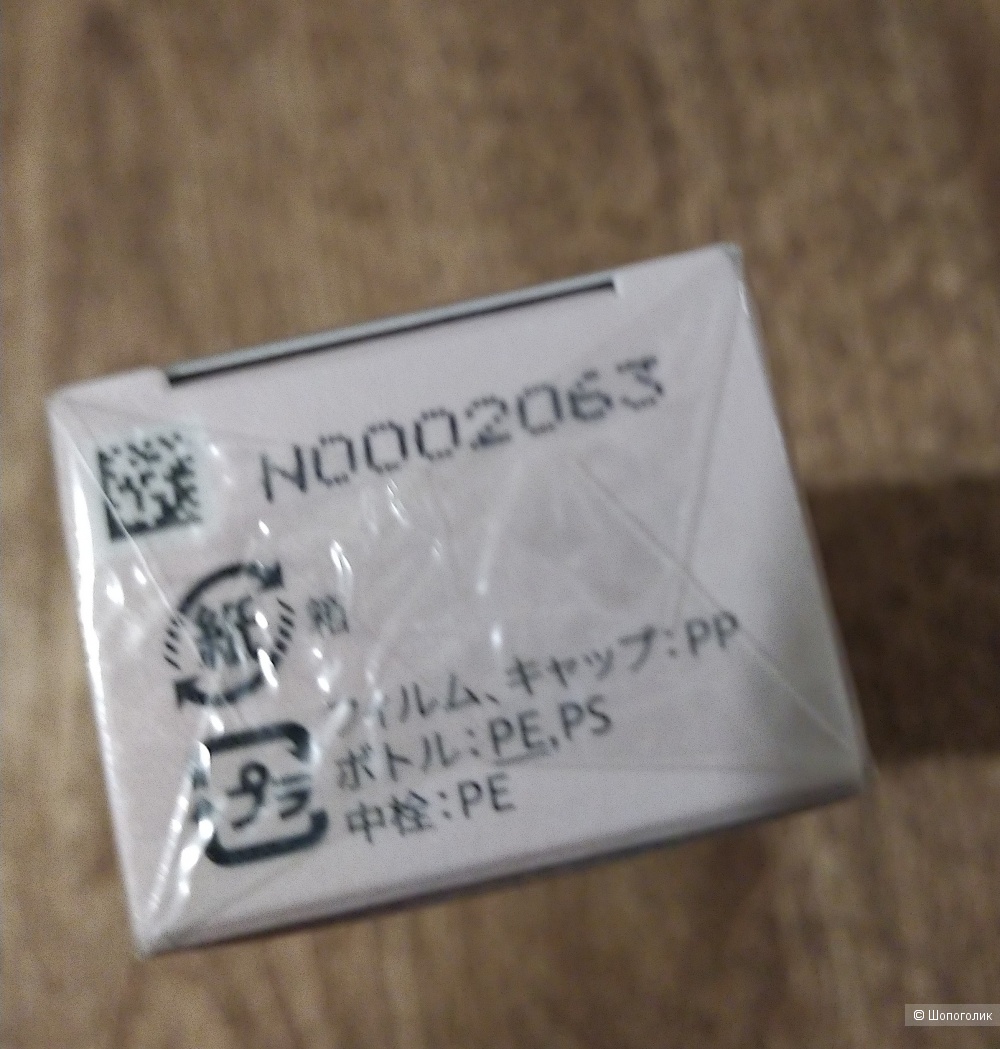 N0002063
紙 箱
フィルム、キャップ:PP
プラ
ボトル:PE,PS
中栓:PE
© Шопоголик